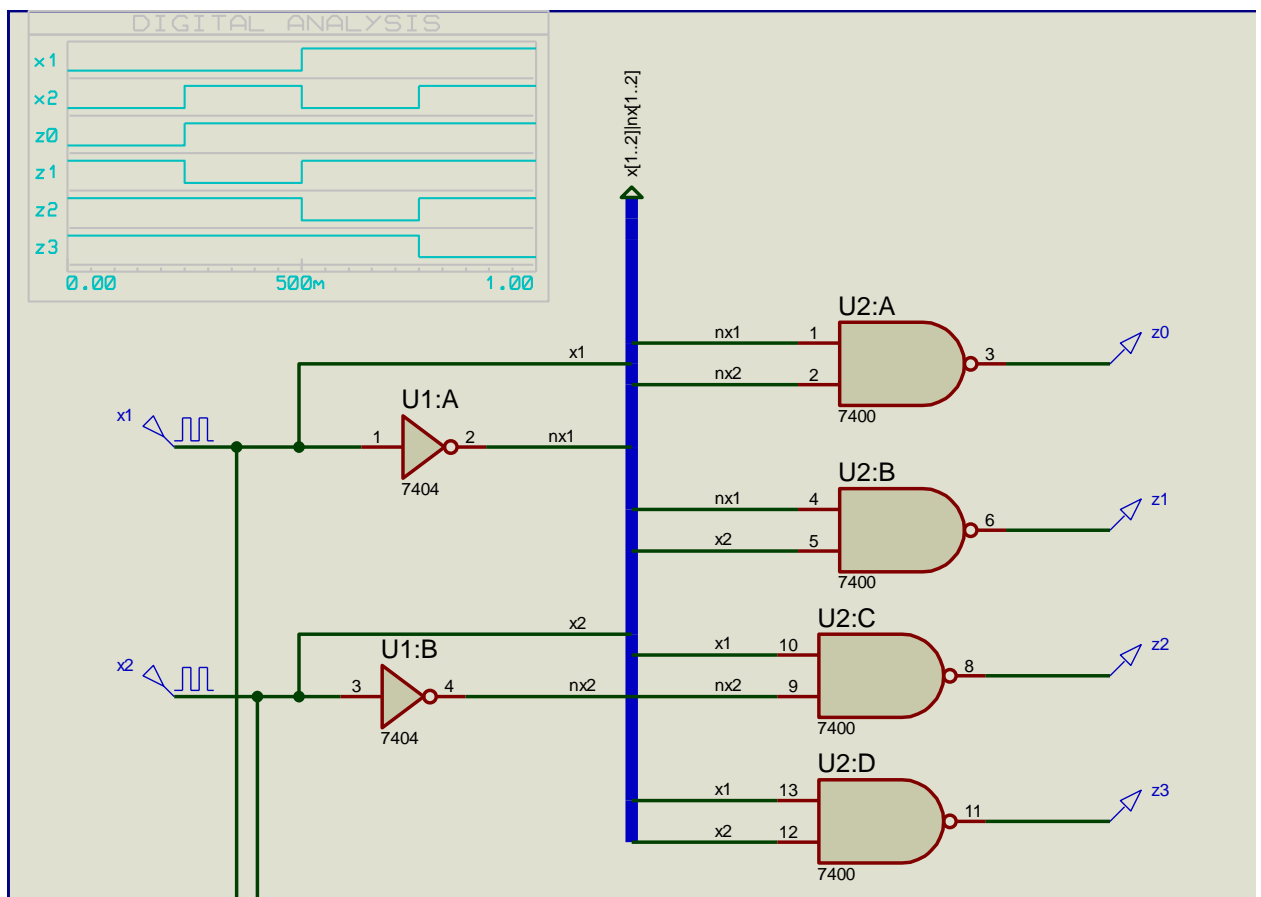 DIGITAL ANALYSIS
x1
x2
z0
z1
z2
z3
0.00 500m 1.00
x[1..2]|nx[1..2]
U2:A
nx1 1
3
z0
nx2 2
7400
x1
U1:A
x1
1
2
nx1
7404
U2:B
nx1 4
6
z1
x2 5
7400
x2
U1:B
x2
3
4
nx2
7404
U2:C
x1 10
8
z2
nx2 9
7400
U2:D
x1 13
11
z3
x2 12
7400